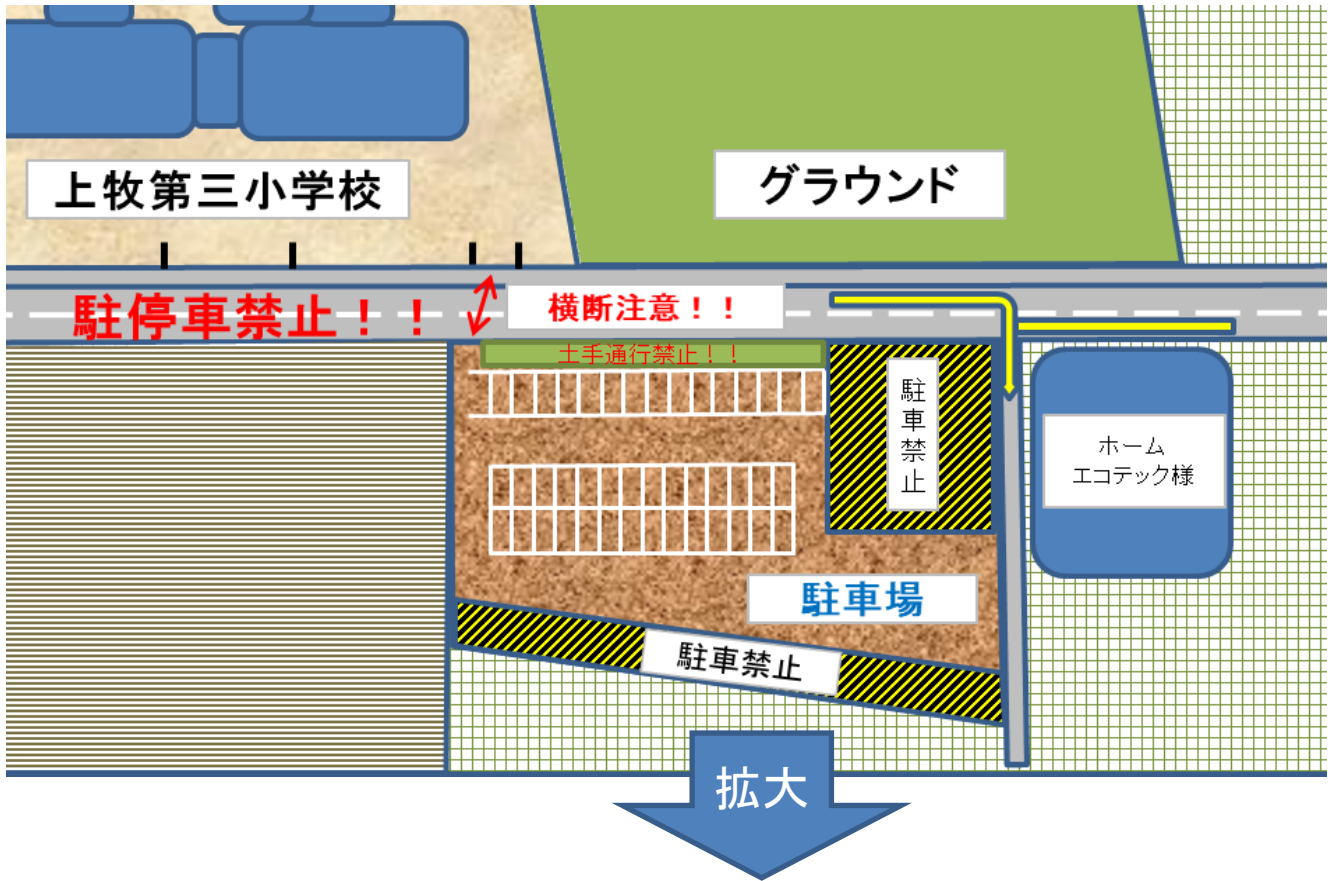 上牧第三小学校
グラウンド
駐停車禁止！！
横断注意！！
土手通行禁止！！
駐車禁止
ホーム
エコテック様
駐車場
駐車禁止
拡大